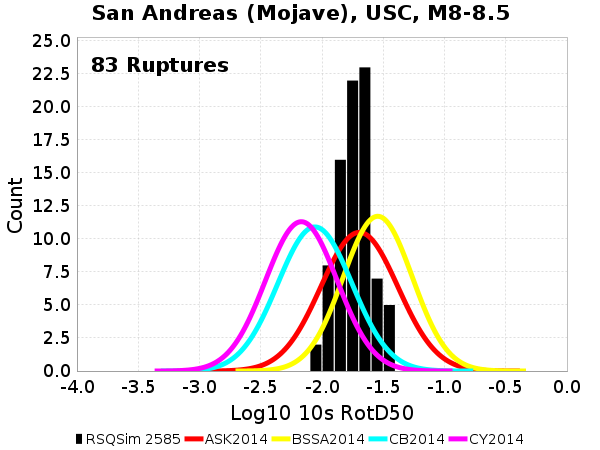 San Andreas (Mojave), USC, M8-8.5
83 Ruptures
25.0
22.5
20.0
17.5
15.0
12.5
10.0
7.5
5.0
2.5
0.0
Count
-4.0 -3.5 -3.0 -2.5 -2.0 -1.5 -1.0 -0.5 0.0
Log10 10s RotD50
RSQSim 2585 ASK2014 BSSA2014 CB2014 CY2014